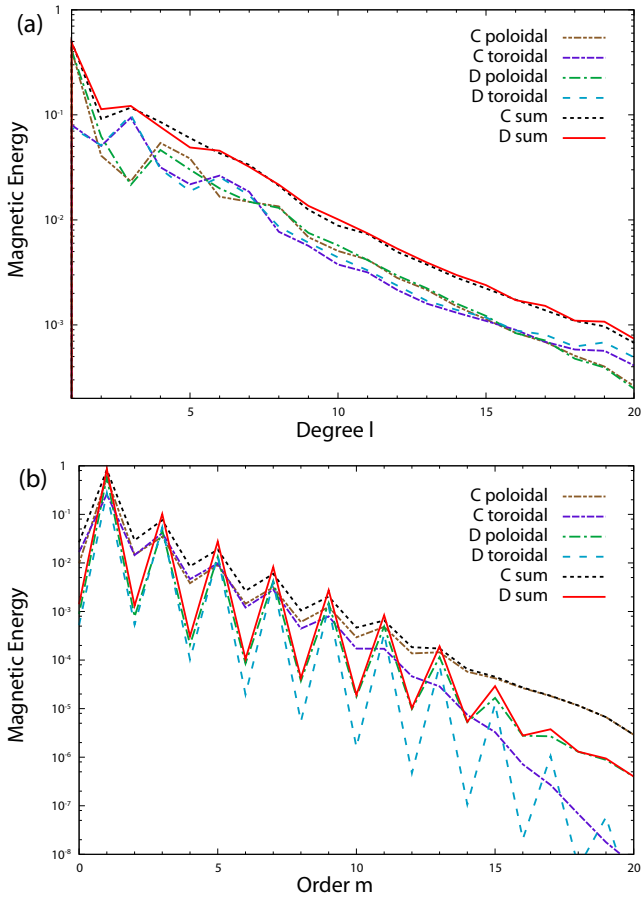 (a)
Magnetic Energy
1
10-1
10-2
10-3
C poloidal
C toroidal
D poloidal
D toroidal
C sum
D sum
5
10
15
20
Degree l
(b)
Magnetic Energy
1
10-1
10-2
10-3
10-4
10-5
10-6
10-7
10-8
C poloidal
C toroidal
D poloidal
D toroidal
C sum
D sum
0
5
10
15
20
Order m